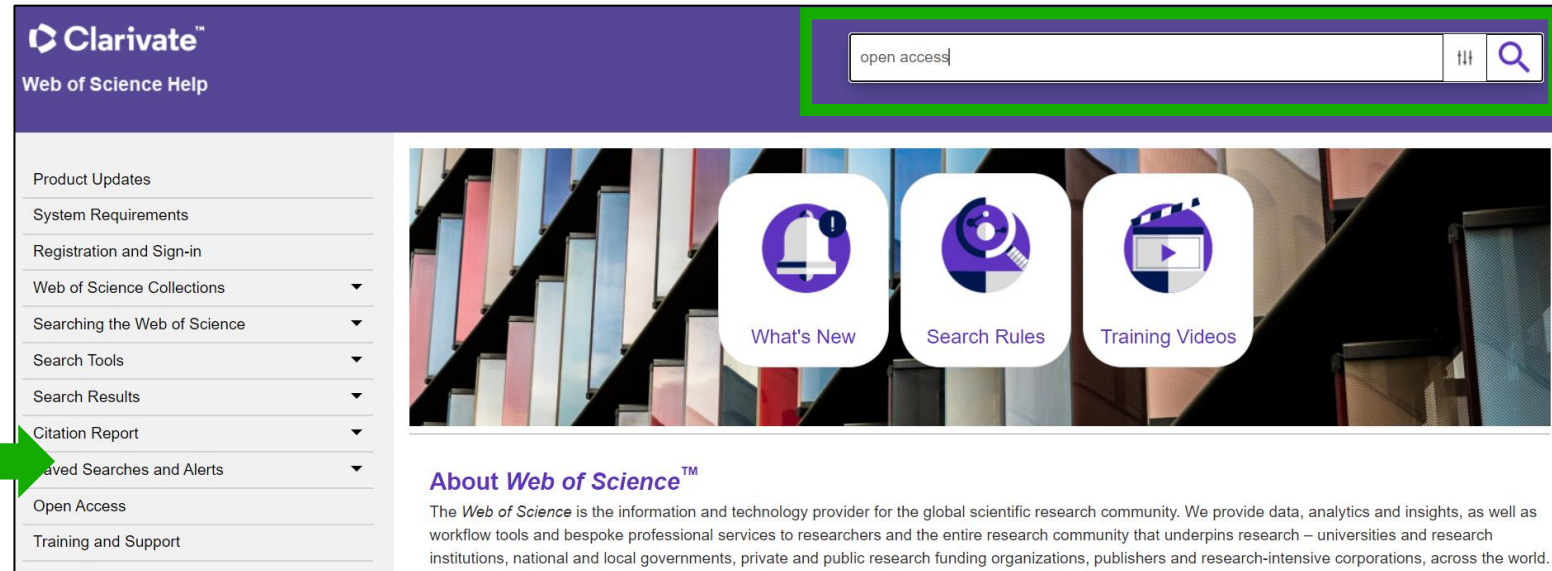 Clarivate™
Web of Science Help
open access
Product Updates
System Requirements
Registration and Sign-in
Web of Science Collections
Searching the Web of Science
Search Tools
Search Results
Citation Report
aved Searches and Alerts
Open Access
Training and Support
What's New
Search Rules
Training Videos
About Web of Science™
The Web of Science is the information and technology provider for the global scientific research community. We provide data, analytics and insights, as well as
workflow tools and bespoke professional services to researchers and the entire research community that underpins research – universities and research
institutions, national and local governments, private and public research funding organizations, publishers and research-intensive corporations, across the world.